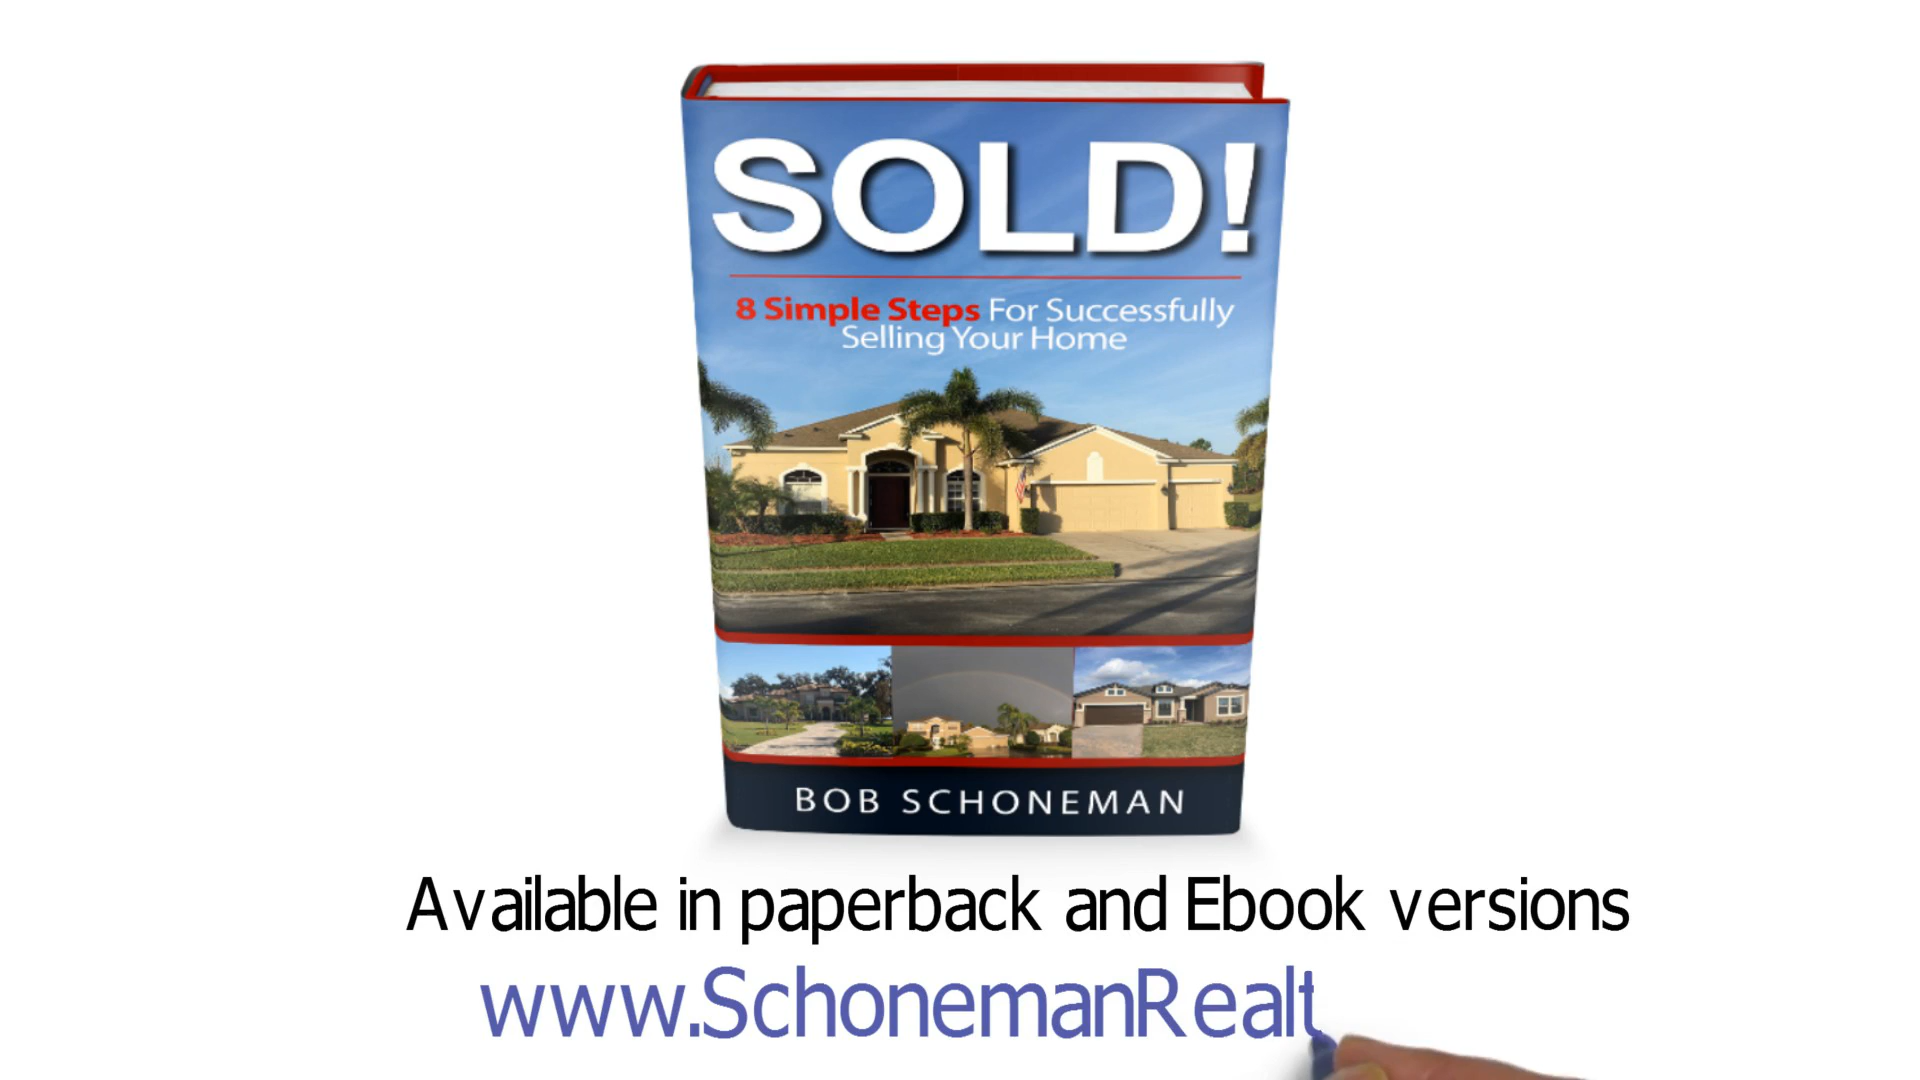 SOLD!
8 Simple Steps For Successfully
Selling Your Home
BOB SCHONEMAN
Available in paperback and Ebook versions
www.SchonemanRealt